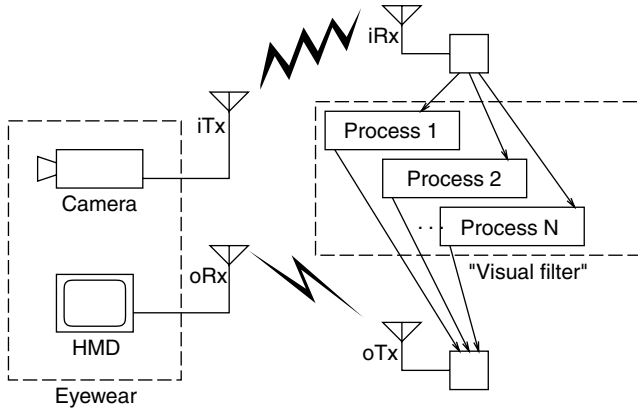 iRx
iTx
Process 1
Camera
Process 2
· · · Process N
oRx
"Visual filter"
HMD
oTx
Eyewear